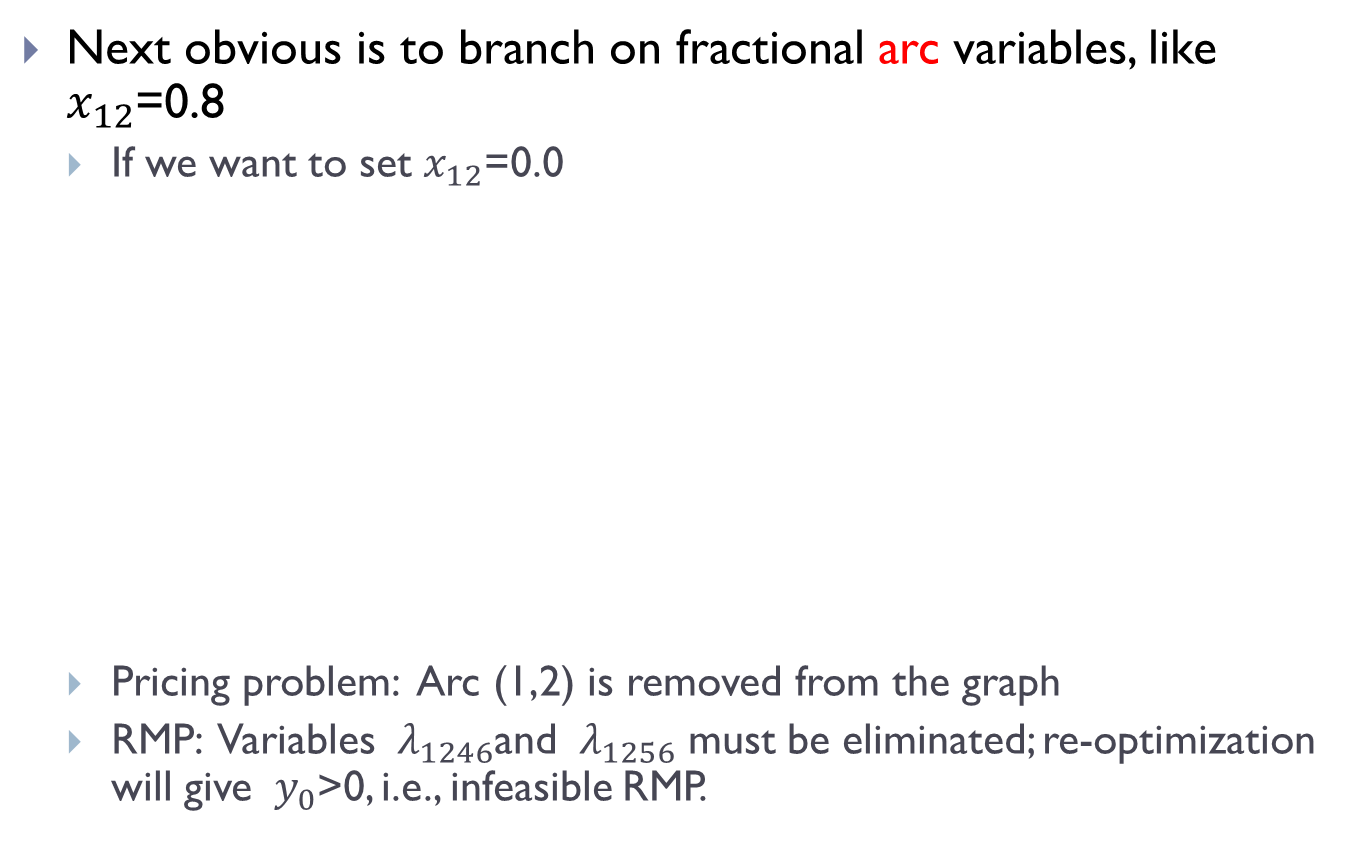 Next obvious is to branch on fractional arc variables, like
𝑥₁₂=0.8
If we want to set 𝑥₁₂=0.0
Pricing problem: Arc (1,2) is removed from the graph
RMP: Variables 𝜆₁₂₄₆and 𝜆₁₂₅₆ must be eliminated; re-optimization
will give 𝑦₀>0, i.e., infeasible RMP.